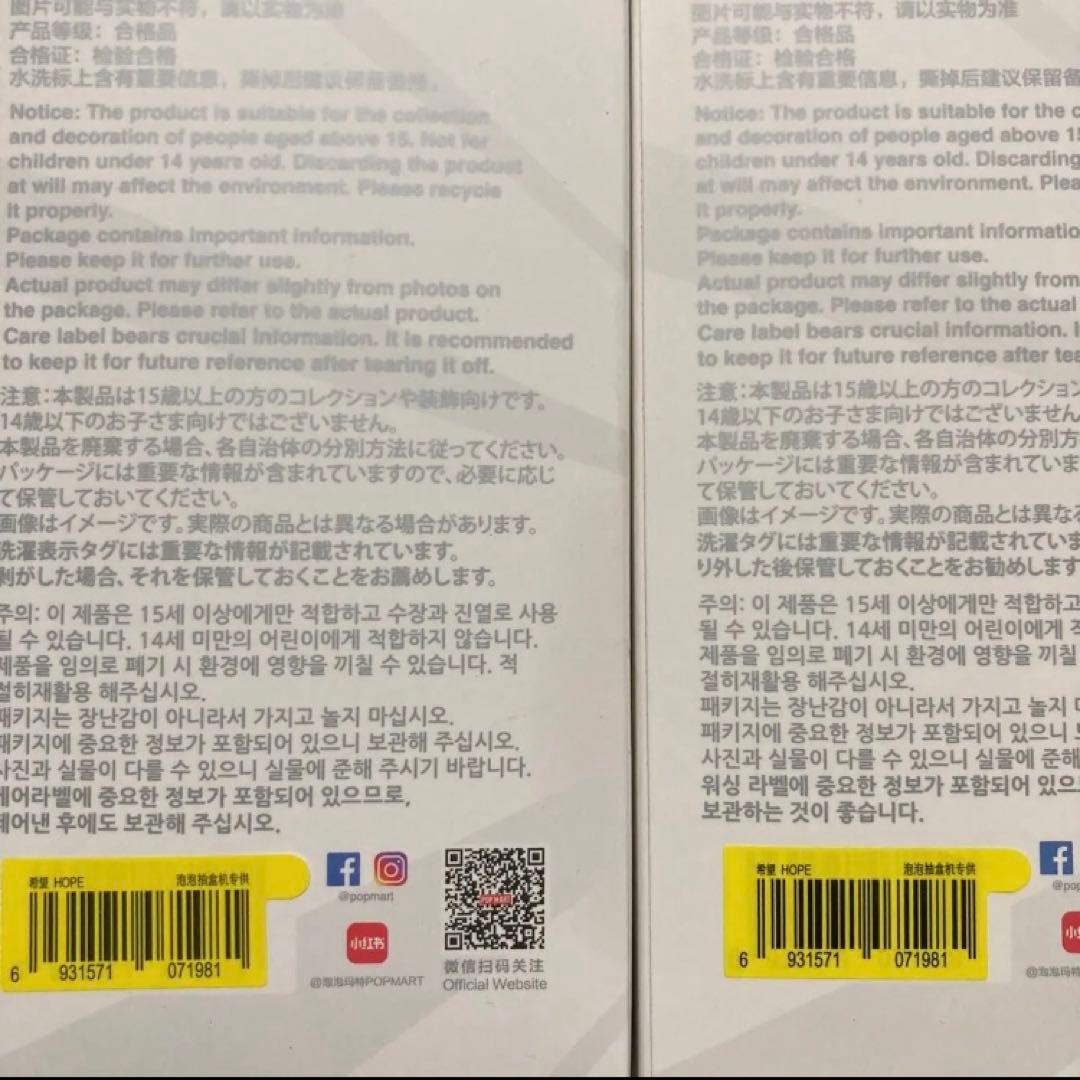 图片可能与实物不符，请以实物为准
产品等级：合格品
合格证：检验合格
水洗标上含有重要信息，撕掉后建议保留备用。
Notice: The product is suitable for the collection
and decoration of people aged above 15. Not for
children under 14 years old. Discarding the product
at will may affect the environment. Please recycle
it properly.
Package contains important information.
Please keep it for further use.
Actual product may differ slightly from photos on
the package. Please refer to the actual product.
Care label bears crucial information. It is recommended
to keep it for future reference after tearing it off.
注意：本製品は15歳以上の方のコレクションや装飾向けです。
14歳以下のお子さま向けではございません。
本製品を廃棄する場合、各自治体の分別方法に従ってください。
パッケージには重要な情報が含まれていますので、必要に応じ
て保管しておいてください。
画像はイメージです。実際の商品とは異なる場合があります。
洗濯表示タグには重要な情報が記載されています。
剥がした場合、それを保管しておくことをお薦めします。
주의: 이 제품은 15세 이상에게만 적합하고 수장과 진열로 사용
될 수 있습니다. 14세 미만의 어린이에게 적합하지 않습니다.
제품을 임의로 폐기 시 환경에 영향을 끼칠 수 있습니다. 적
절히재활용 해주십시오.
패키지는 장난감이 아니라서 가지고 놀지 마십시오.
패키지에 중요한 정보가 포함되어 있으니 보관해 주십시오.
사진과 실물이 다를 수 있으니 실물에 준해 주시기 바랍니다.
케어라벨에 중요한 정보가 포함되어 있으므로,
떼어낸 후에도 보관해 주십시오.
希望 HOPE 泡泡抽盒机专供
6 931571 071981
@popmart
小红书
@泡泡玛特POPMART
POP MART
微信扫码关注
Official Website
图片可能与实物不符，请以实物为准
产品等级：合格品
合格证：检验合格
水洗标上含有重要信息，撕掉后建议保留备
Notice: The product is suitable for the c
and decoration of people aged above 15
children under 14 years old. Discarding
at will may affect the environment. Plea
it properly.
Package contains important informatio
Please keep it for further use.
Actual product may differ slightly from
the package. Please refer to the actual
Care label bears crucial information. I
to keep it for future reference after tea
注意：本製品は15歳以上の方のコレクション
14歳以下のお子さま向けではございません
本製品を廃棄する場合、各自治体の分別方
パッケージには重要な情報が含まれていま
て保管しておいてください。
画像はイメージです。実際の商品とは異な
洗濯タグには重要な情報が記載されていま
り外した後保管しておくことをお勧めします
주의: 이 제품은 15세 이상에게만 적합하고
될 수 있습니다. 14세 미만의 어린이에게 적
제품을 임의로 폐기 시 환경에 영향을 끼칠
절히재활용 해주십시오.
패키지는 장난감이 아니라서 가지고 놀지
패키지에 중요한 정보가 포함되어 있으니
사진과 실물이 다를 수 있으니 실물에 준해
워싱 라벨에 중요한 정보가 포함되어 있으
보관하는 것이 좋습니다.
希望 HOPE 泡泡抽盒机专供
6 931571 071981
@pop
小红
@泡泡玛特